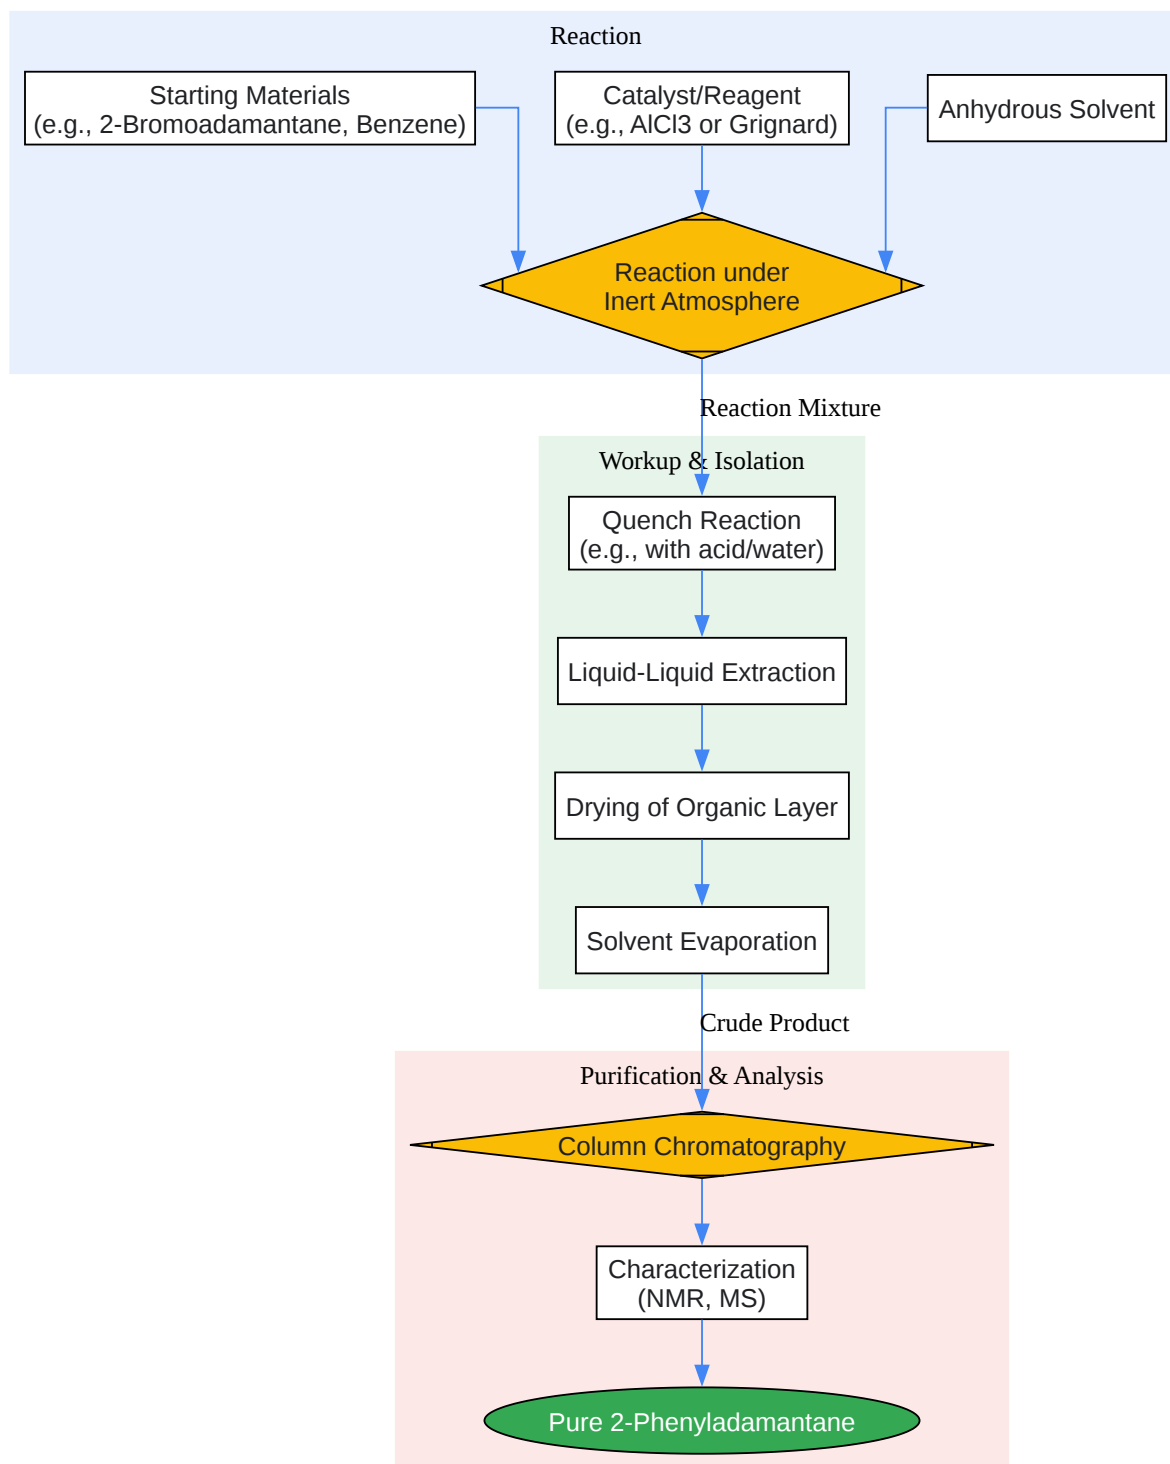 Reaction
Starting Materials
(e.g., 2-Bromoadamantane, Benzene)
Catalyst/Reagent
(e.g., AlCl3 or Grignard)
Anhydrous Solvent
Reaction under
Inert Atmosphere
Reaction Mixture
Workup & Isolation
Quench Reaction
(e.g., with acid/water)
Liquid-Liquid Extraction
Drying of Organic Layer
Solvent Evaporation
Crude Product
Purification & Analysis
Column Chromatography
Characterization
(NMR, MS)
Pure 2-Phenyladamantane